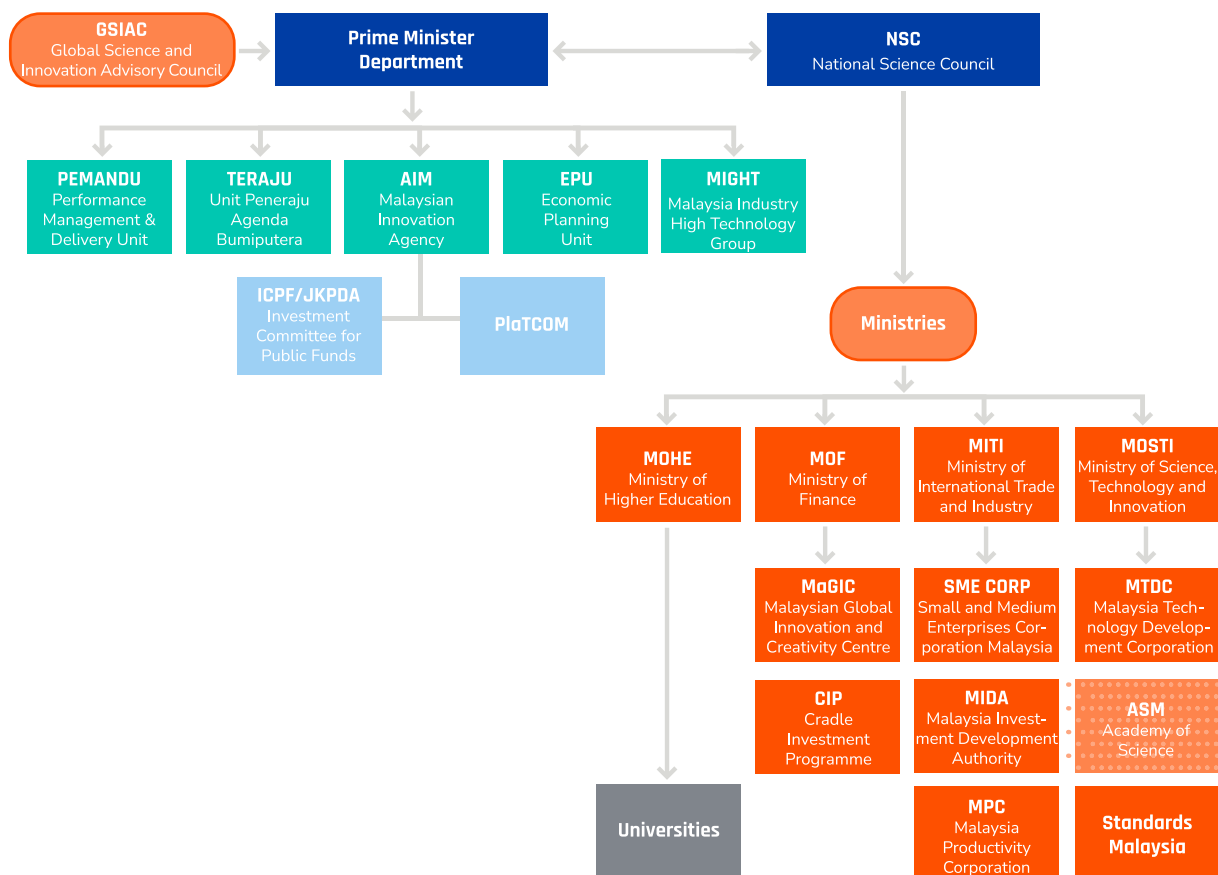 GSIAC
Global Science and
Innovation Advisory Council
Prime Minister
Department
NSC
National Science Council
PEMANDU
Performance
Management &
Delivery Unit
TERAJU
Unit Peneraju
Agenda
Bumiputera
AIM
Malaysian
Innovation
Agency
EPU
Economic
Planning
Unit
MIGHT
Malaysia Industry
High Technology
Group
ICPF/JKPDA
Investment
Committee for
Public Funds
PlaTCOM
Ministries
MOHE
Ministry of
Higher Education
MOF
Ministry of
Finance
MITI
Ministry of
International Trade
and Industry
MOSTI
Ministry of Science,
Technology and
Innovation
MaGIC
Malaysian Global
Innovation and
Creativity Centre
SME CORP
Small and Medium
Enterprises Cor-
poration Malaysia
MTDC
Malaysia Tech-
nology Develop-
ment Corporation
CIP
Cradle
Investment
Programme
MIDA
Malaysia Invest-
ment Development
Authority
ASM
Academy of
Science
Universities
MPC
Malaysia
Productivity
Corporation
Standards
Malaysia